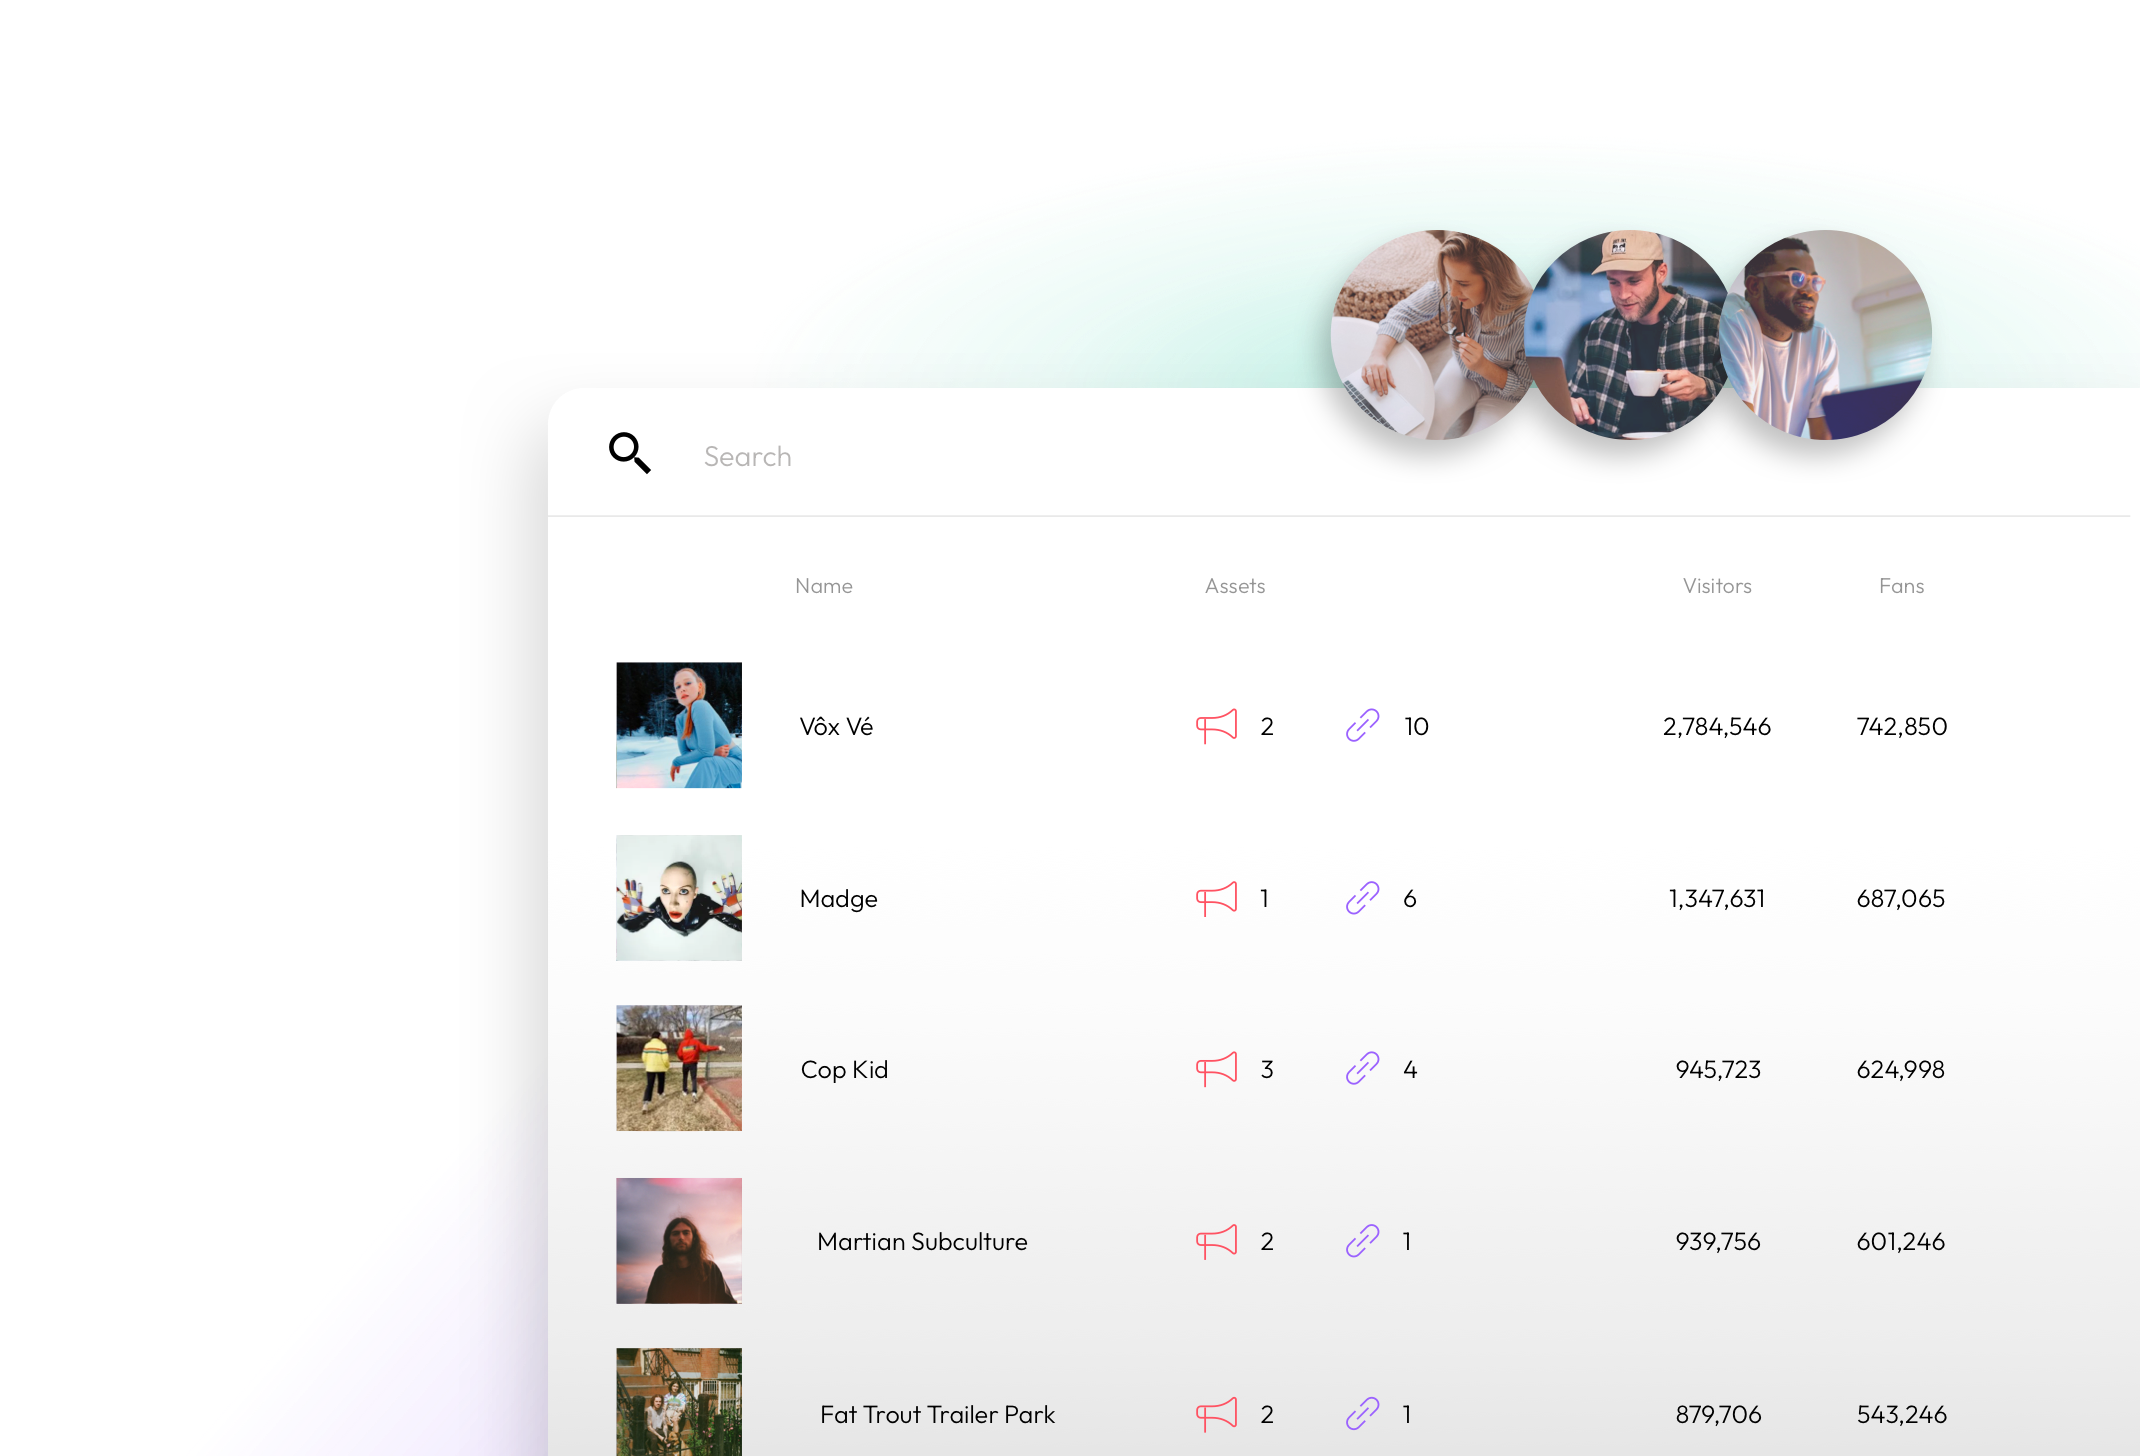 Search
Name Assets Visitors Fans
Vôx Vé 2 10 2,784,546 742,850
Madge 1 6 1,347,631 687,065
Cop Kid 3 4 945,723 624,998
Martian Subculture 2 1 939,756 601,246
Fat Trout Trailer Park 2 1 879,706 543,246